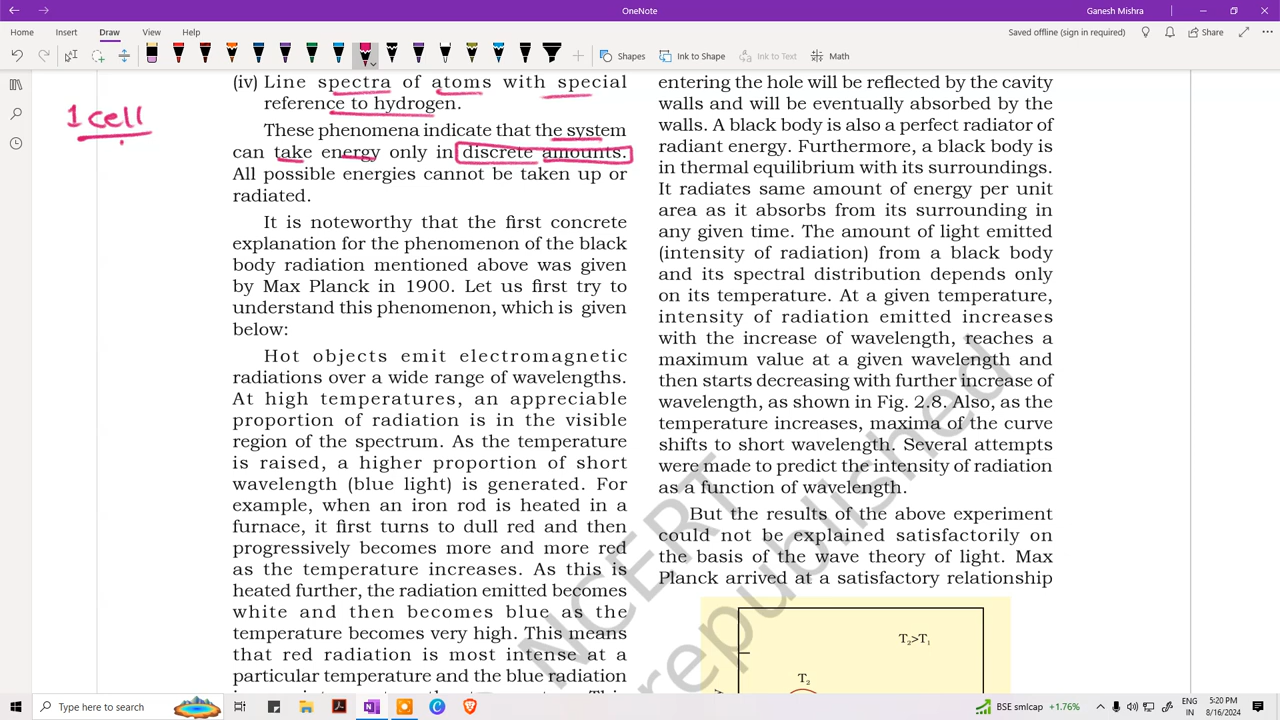 OneNote
Ganesh Mishra
Home Insert Draw View Help
Saved offline (sign in required) Share
Shapes Ink to Shape Ink to Text Math
1 cell
(iv) Line spectra of atoms with special
reference to hydrogen.
These phenomena indicate that the system
can take energy only in discrete amounts.
All possible energies cannot be taken up or
radiated.
It is noteworthy that the first concrete
explanation for the phenomenon of the black
body radiation mentioned above was given
by Max Planck in 1900. Let us first try to
understand this phenomenon, which is given
below:
Hot objects emit electromagnetic
radiations over a wide range of wavelengths.
At high temperatures, an appreciable
proportion of radiation is in the visible
region of the spectrum. As the temperature
is raised, a higher proportion of short
wavelength (blue light) is generated. For
example, when an iron rod is heated in a
furnace, it first turns to dull red and then
progressively becomes more and more red
as the temperature increases. As this is
heated further, the radiation emitted becomes
white and then becomes blue as the
temperature becomes very high. This means
that red radiation is most intense at a
particular temperature and the blue radiation
entering the hole will be reflected by the cavity
walls and will be eventually absorbed by the
walls. A black body is also a perfect radiator of
radiant energy. Furthermore, a black body is
in thermal equilibrium with its surroundings.
It radiates same amount of energy per unit
area as it absorbs from its surrounding in
any given time. The amount of light emitted
(intensity of radiation) from a black body
and its spectral distribution depends only
on its temperature. At a given temperature,
intensity of radiation emitted increases
with the increase of wavelength, reaches a
maximum value at a given wavelength and
then starts decreasing with further increase of
wavelength, as shown in Fig. 2.8. Also, as the
temperature increases, maxima of the curve
shifts to short wavelength. Several attempts
were made to predict the intensity of radiation
as a function of wavelength.
But the results of the above experiment
could not be explained satisfactorily on
the basis of the wave theory of light. Max
Planck arrived at a satisfactory relationship
T₂>T₁
T₂
NCERT
republished
Type here to search
BSE smlcap +1.76%
ENG
IN
5:20 PM
8/16/2024